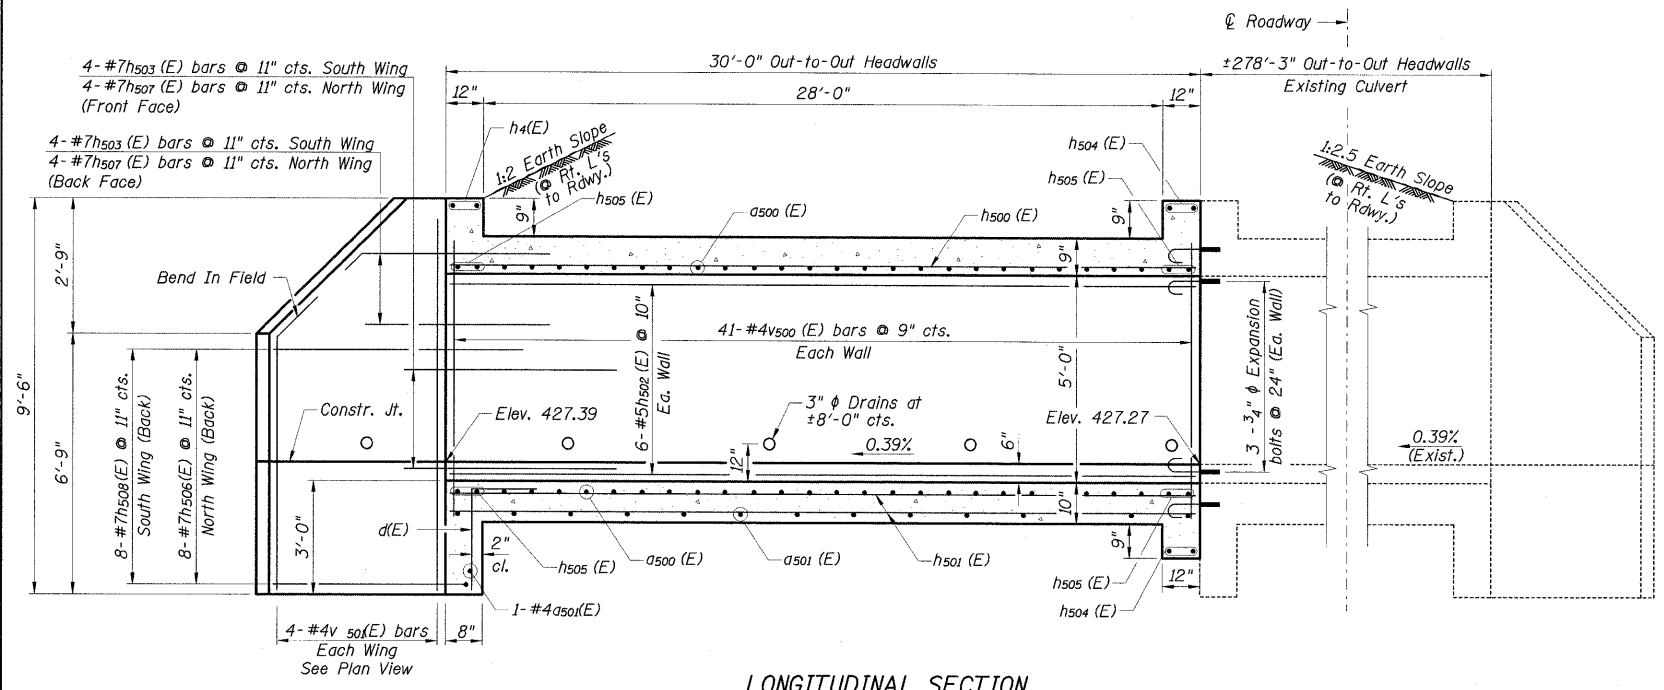 ℄ Roadway
4-#7h503(E) bars @ 11" cts. South Wing
4-#7h507(E) bars @ 11" cts. North Wing
(Front Face)
30'-0" Out-to-Out Headwalls
±278'-3" Out-to-Out Headwalls
Existing Culvert
12"
28'-0"
12"
4-#7h503(E) bars @ 11" cts. South Wing
4-#7h507(E) bars @ 11" cts. North Wing
(Back Face)
h4(E)
1:2 Earth Slope
(@ Rt. L's
to Rdwy.)
h504(E)
h505(E)
1:2.5 Earth Slope
(@ Rt. L's
to Rdwy.)
9"
h505(E)
a500(E)
h500(E)
9"
9"
2'-9"
Bend In Field
9'-6"
6'-9"
41-#4v500(E) bars @ 9" cts.
Each Wall
6-#5h502(E) @ 10"
Ea. Wall
5'-0"
3 - 3/4" ϕ Expansion
bolts @ 24" (Ea. Wall)
8-#7h508(E) @ 11" cts.
South Wing (Back)
8-#7h506(E) @ 11" cts.
North Wing (Back)
Constr. Jt.
Elev. 427.39
3" ϕ Drains at
±8'-0" cts.
Elev. 427.27
12"
0.39%
6"
0.39%
(Exist.)
3'-0"
10"
d(E)
2"
cl.
h505(E)
a500(E)
a501(E)
h501(E)
9"
h505(E)
12"
h504(E)
1-#4a501(E)
4-#4v501(E) bars
Each Wing
See Plan View
8"
LONGITUDINAL SECTION